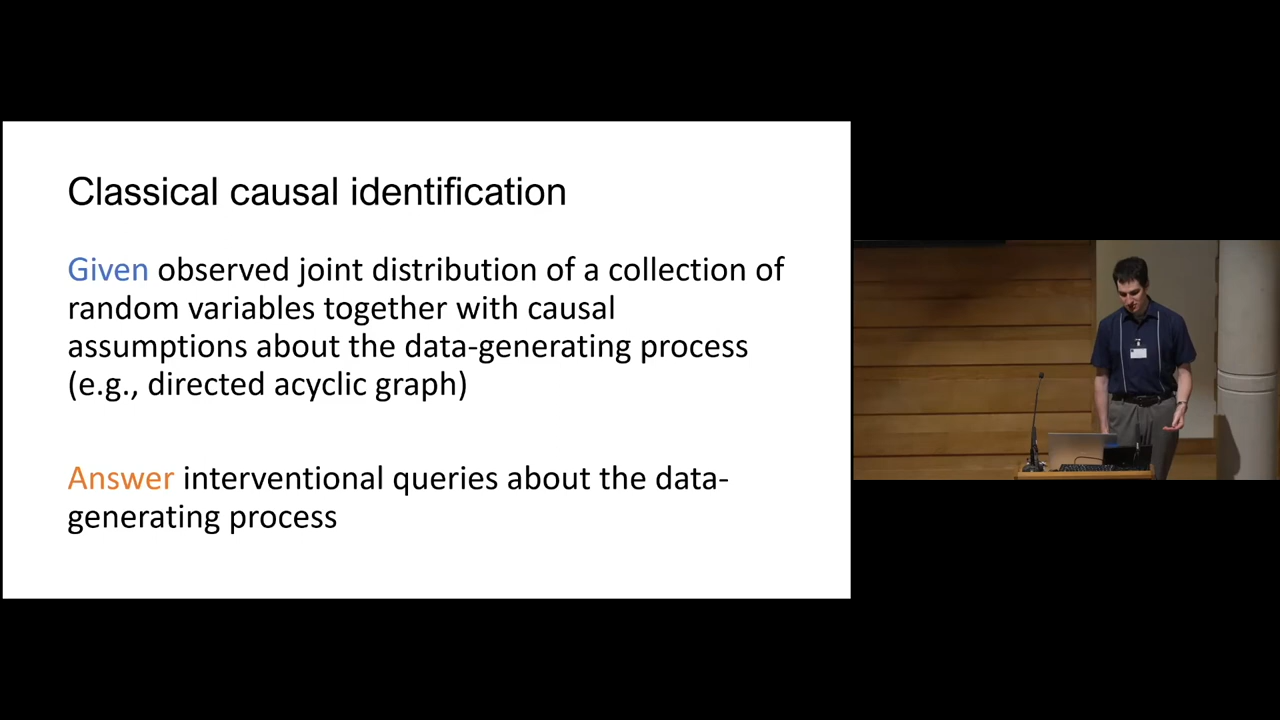 Classical causal identification
Given observed joint distribution of a collection of
random variables together with causal
assumptions about the data-generating process
(e.g., directed acyclic graph)
Answer interventional queries about the data-
generating process